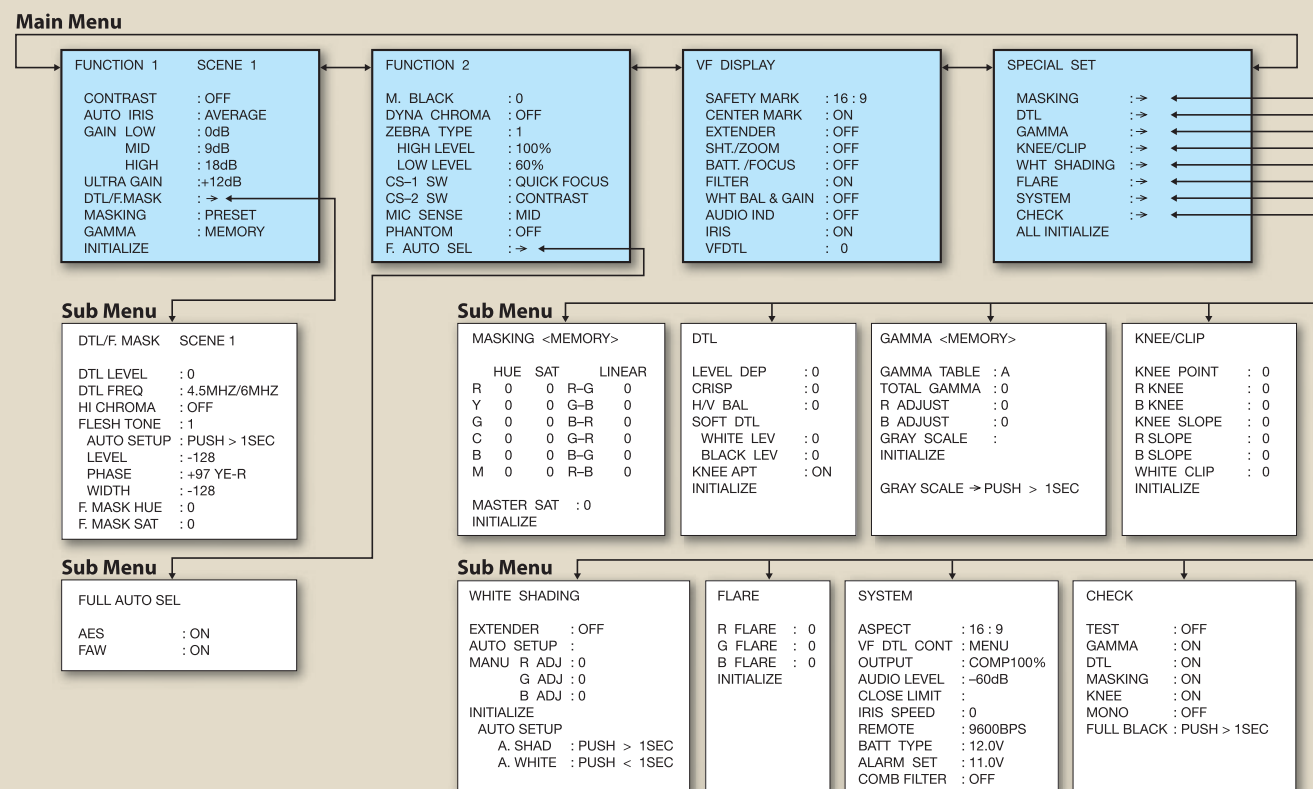 Main Menu
FUNCTION 1 SCENE 1
CONTRAST : OFF
AUTO IRIS : AVERAGE
GAIN LOW : 0dB
MID : 9dB
HIGH : 18dB
ULTRA GAIN :+12dB
DTL/F.MASK : →
MASKING : PRESET
GAMMA : MEMORY
INITIALIZE
FUNCTION 2
M. BLACK : 0
DYNA CHROMA : OFF
ZEBRA TYPE : 1
HIGH LEVEL : 100%
LOW LEVEL : 60%
CS–1 SW : QUICK FOCUS
CS–2 SW : CONTRAST
MIC SENSE : MID
PHANTOM : OFF
F. AUTO SEL : →
VF DISPLAY
SAFETY MARK : 16 : 9
CENTER MARK : ON
EXTENDER : OFF
SHT./ZOOM : OFF
BATT. /FOCUS : OFF
FILTER : ON
WHT BAL & GAIN : OFF
AUDIO IND : OFF
IRIS : ON
VFDTL : 0
SPECIAL SET
MASKING : →
DTL : →
GAMMA : →
KNEE/CLIP : →
WHT SHADING : →
FLARE : →
SYSTEM : →
CHECK : →
ALL INITIALIZE
Sub Menu
DTL/F. MASK SCENE 1
DTL LEVEL : 0
DTL FREQ : 4.5MHZ/6MHZ
HI CHROMA : OFF
FLESH TONE : 1
AUTO SETUP : PUSH > 1SEC
LEVEL : -128
PHASE : +97 YE-R
WIDTH : -128
F. MASK HUE : 0
F. MASK SAT : 0
Sub Menu
MASKING <MEMORY>
HUE SAT LINEAR
R 0 0 R–G 0
Y 0 0 G–B 0
G 0 0 B–R 0
C 0 0 G–R 0
B 0 0 B–G 0
M 0 0 R–B 0
MASTER SAT : 0
INITIALIZE
DTL
LEVEL DEP : 0
CRISP : 0
H/V BAL : 0
SOFT DTL
WHITE LEV : 0
BLACK LEV : 0
KNEE APT : ON
INITIALIZE
GAMMA <MEMORY>
GAMMA TABLE : A
TOTAL GAMMA : 0
R ADJUST : 0
B ADJUST : 0
GRAY SCALE :
INITIALIZE
GRAY SCALE → PUSH > 1SEC
KNEE/CLIP
KNEE POINT : 0
R KNEE : 0
B KNEE : 0
KNEE SLOPE : 0
R SLOPE : 0
B SLOPE : 0
WHITE CLIP : 0
INITIALIZE
Sub Menu
FULL AUTO SEL
AES : ON
FAW : ON
Sub Menu
WHITE SHADING
EXTENDER : OFF
AUTO SETUP :
MANU R ADJ : 0
G ADJ : 0
B ADJ : 0
INITIALIZE
AUTO SETUP
A. SHAD : PUSH > 1SEC
A. WHITE : PUSH < 1SEC
FLARE
R FLARE : 0
G FLARE : 0
B FLARE : 0
INITIALIZE
SYSTEM
ASPECT : 16 : 9
VF DTL CONT : MENU
OUTPUT : COMP100%
AUDIO LEVEL : –60dB
CLOSE LIMIT :
IRIS SPEED : 0
REMOTE : 9600BPS
BATT TYPE : 12.0V
ALARM SET : 11.0V
COMB FILTER : OFF
CHECK
TEST : OFF
GAMMA : ON
DTL : ON
MASKING : ON
KNEE : ON
MONO : OFF
FULL BLACK : PUSH > 1SEC